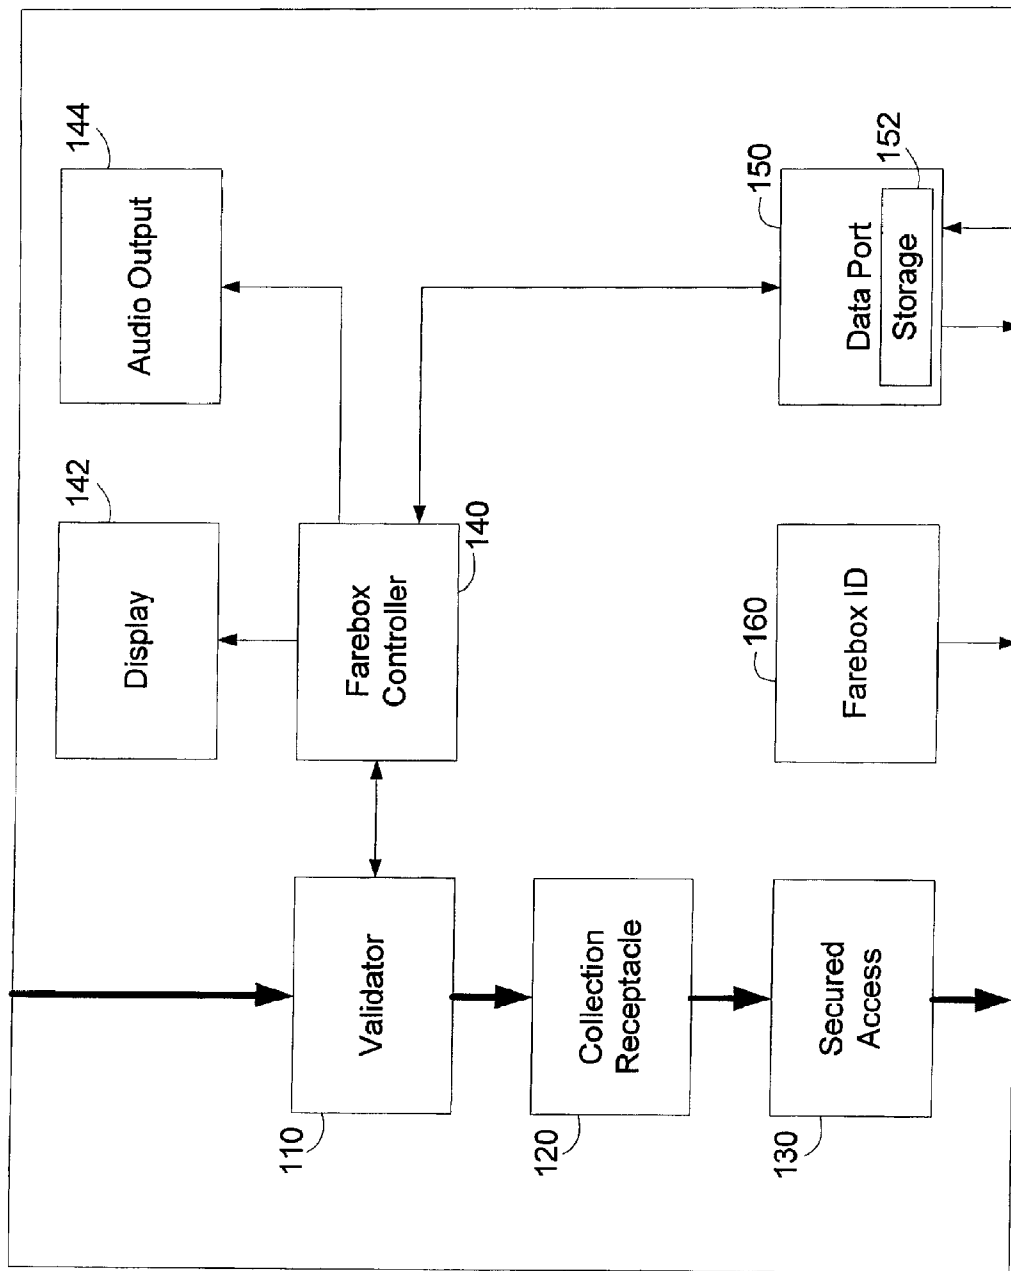 Validator
110
Collection
Receptacle
120
Secured
Access
130
Display
142
Farebox
Controller
140
Farebox ID
160
Audio Output
144
Data Port
150
Storage
152